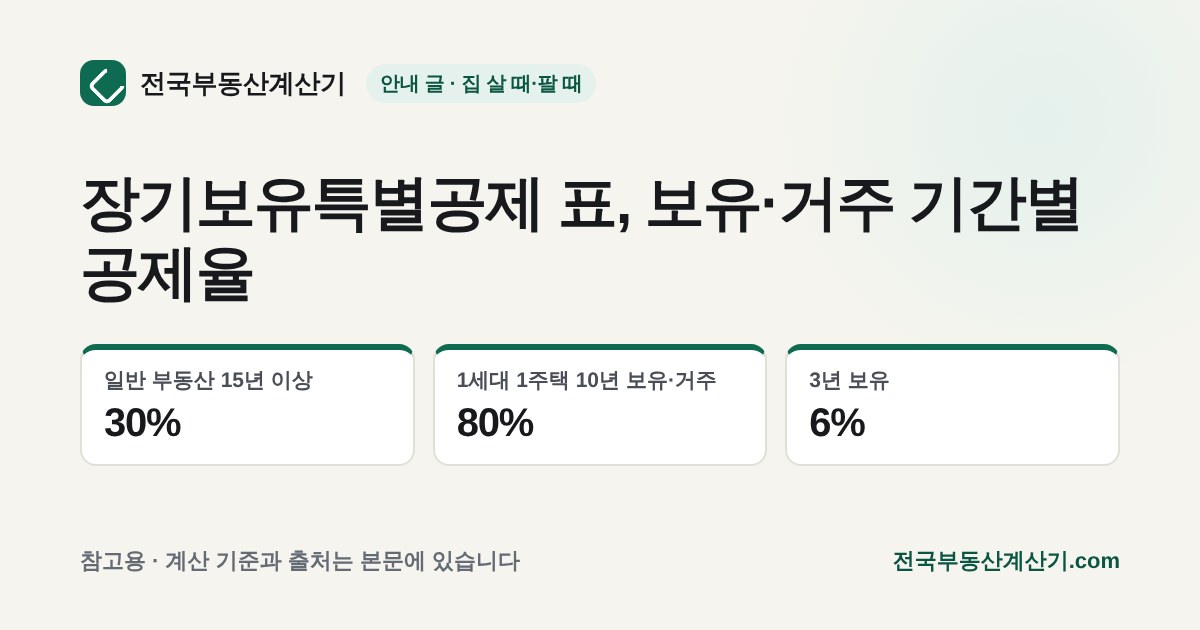 전국부동산계산기
안내 글 · 집 살 때·팔 때
장기보유특별공제 표, 보유·거주 기간별
공제율
일반 부동산 15년 이상
30%
1세대 1주택 10년 보유·거주
80%
3년 보유
6%
참고용 · 계산 기준과 출처는 본문에 있습니다
전국부동산계산기.com